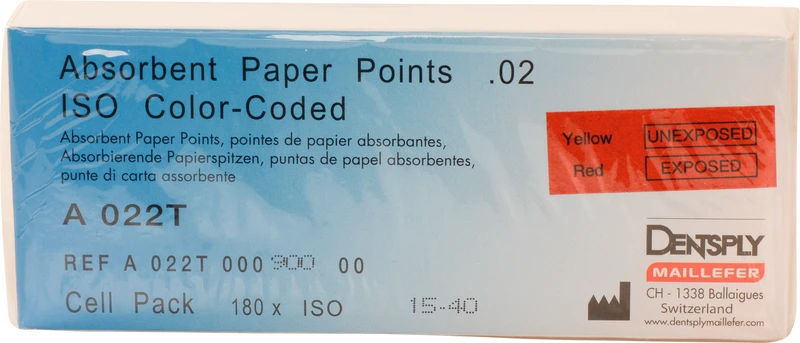 Absorbent Paper Points .02
ISO Color-Coded
Absorbent Paper Points, pointes de papier absorbantes,
Absorbierende Papierspitzen, puntas de papel absorbentes,
punte di carta assorbente
A 022T
REF A 022T 000 900 00
Cell Pack 180 x ISO 15-40
Yellow UNEXPOSED
Red EXPOSED
DENTSPLY
MAILLEFER
CH - 1338 Ballaigues
Switzerland
www.dentsplymaillefer.com